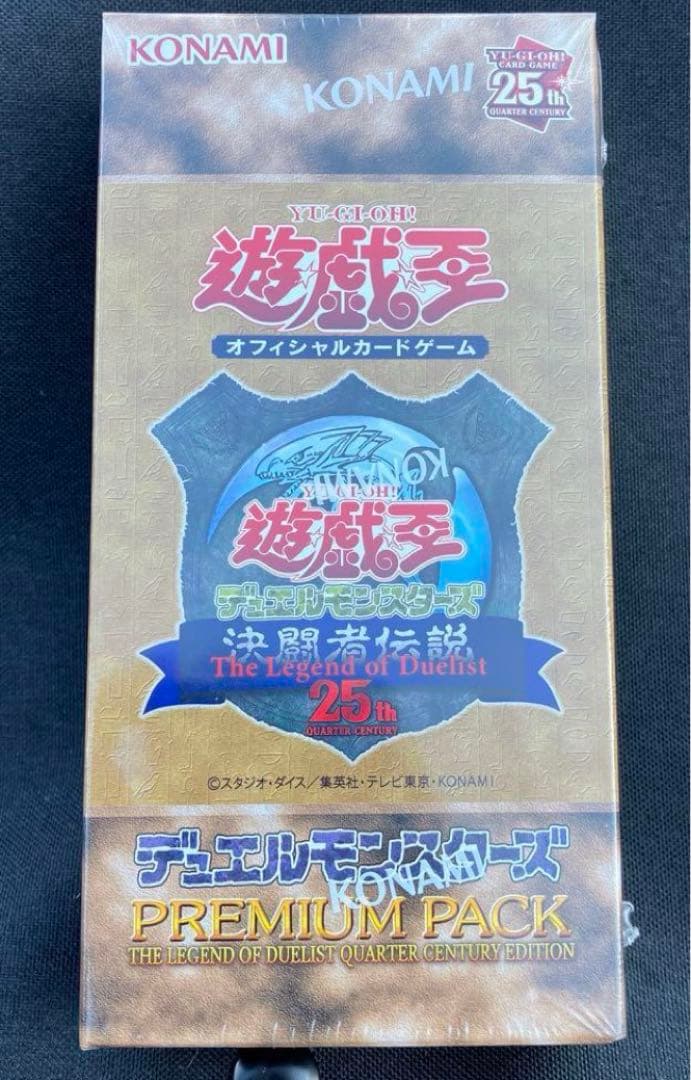 KONAMI
KONAMI
YU-GI-OH!
CARD GAME
25th
QUARTER CENTURY
YU-GI-OH!
遊戯王
オフィシャルカードゲーム
KONAMI
YU-GI-OH!
遊戯王
デュエルモンスターズ
決闘者伝説
The Legend of Duelist
25th
QUARTER CENTURY
©スタジオ・ダイス／集英社・テレビ東京・KONAMI
デュエルモンスターズ
KONAMI
PREMIUM PACK
THE LEGEND OF DUELIST QUARTER CENTURY EDITION